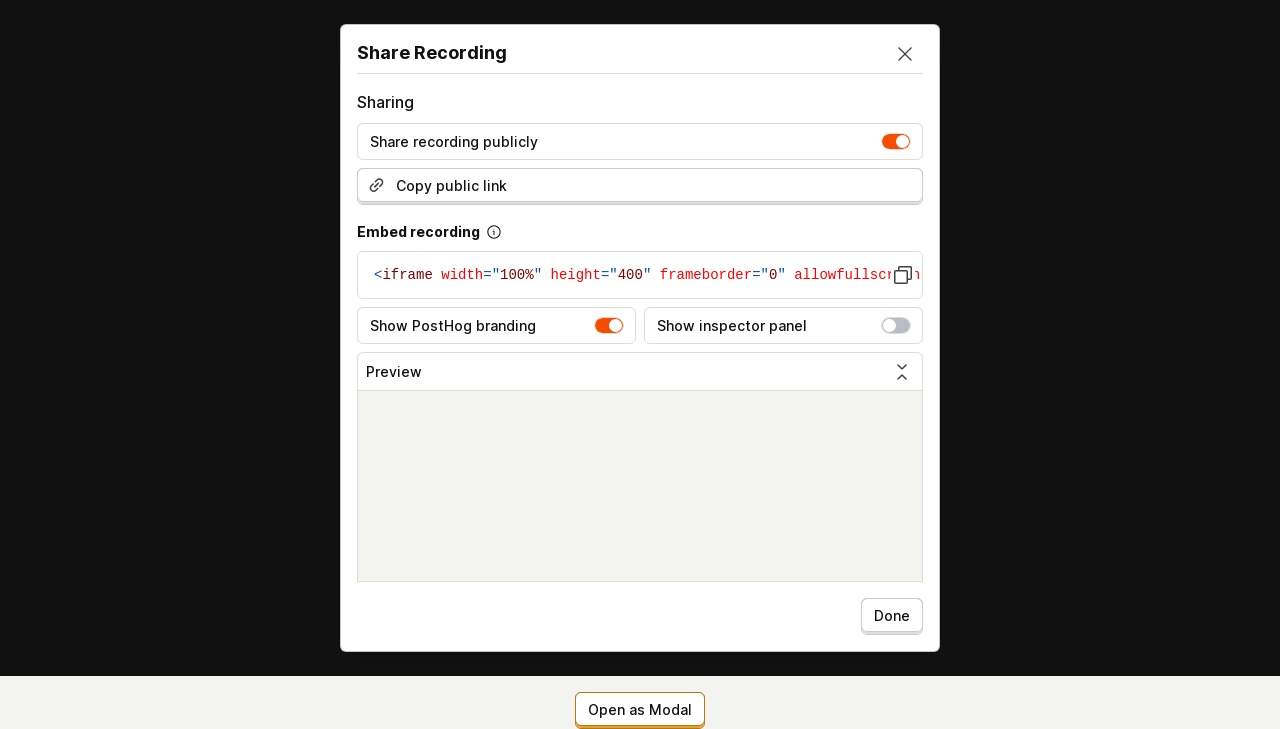 Share Recording
Sharing
Share recording publicly
Copy public link
Embed recording
<iframe width="100%" height="400" frameborder="0" allowfullscr
Show PostHog branding
Show inspector panel
Preview
Done
Open as Modal